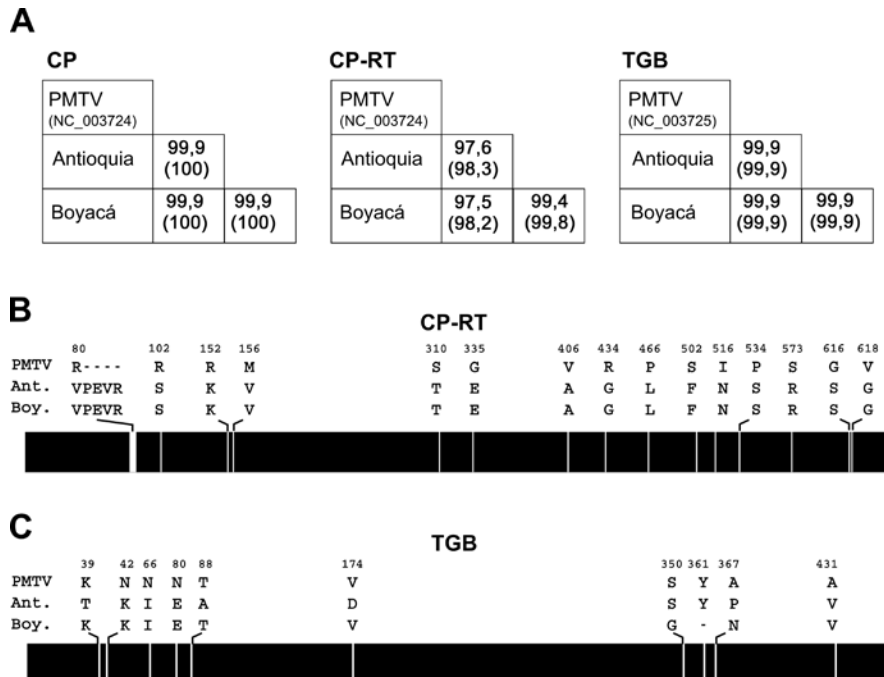 A
CP CP-RT TGB
PMTV PMTV PMTV
(NC_003724) (NC_003724) (NC_003725)
Antioquia 99,9 Antioquia 97,6 Antioquia 99,9
(100) (98,3) (99,9)
Boyacá 99,9 99,9 Boyacá 97,5 99,4 Boyacá 99,9 99,9
(100) (100) (98,2) (99,8) (99,9) (99,9)
B
CP-RT
80 102 152 156 310 335 406 434 466 502 516 534 573 616 618
PMTV R---- R R M S G V R P S I P S G V
Ant. VPEVR S K V T E A G L F N S R S G
Boy. VPEVR S K V T E A G L F N S R S G
C
TGB
39 42 66 80 88 174 350 361 367 431
PMTV K N N N T V S Y A A
Ant. T K I E A D S Y P V
Boy. K K I E T V G - N V